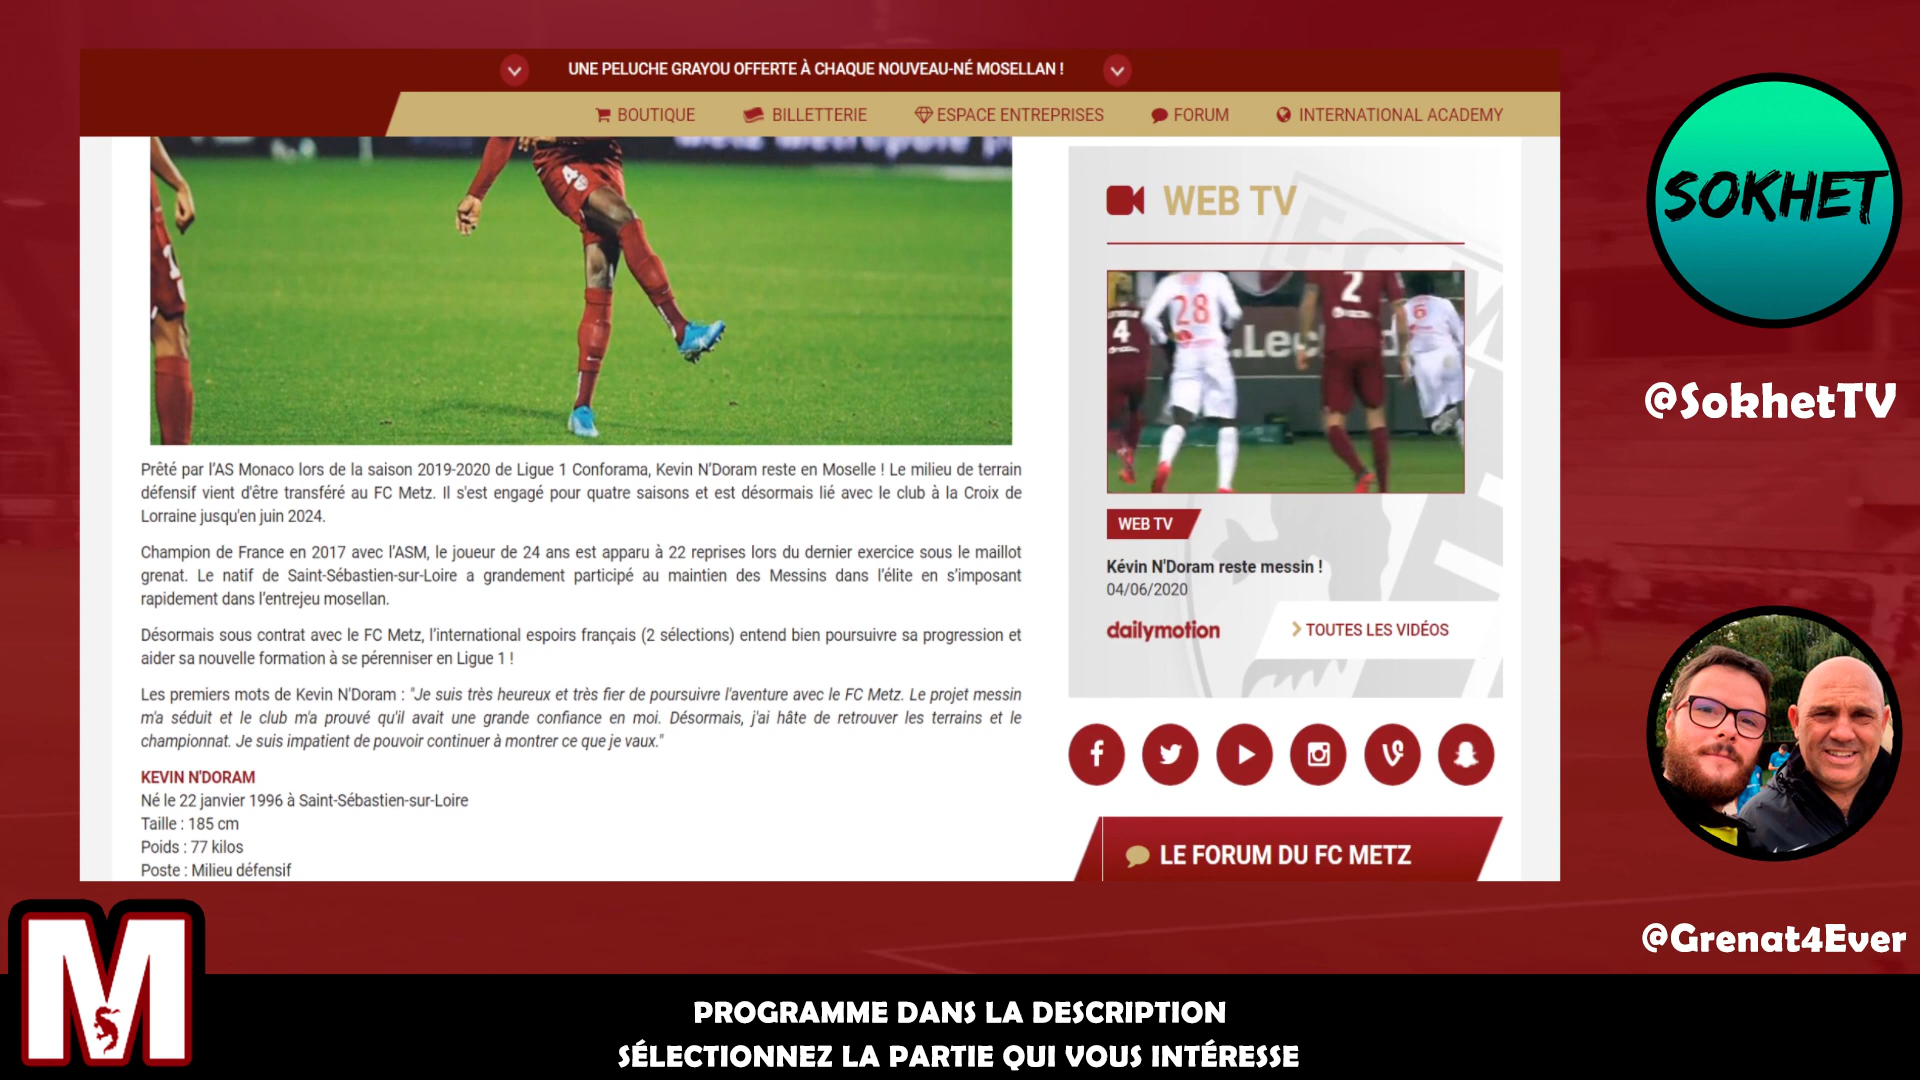 UNE PELUCHE GRAYOU OFFERTE À CHAQUE NOUVEAU-NÉ MOSELLAN !
BOUTIQUE
BILLETTERIE
ESPACE ENTREPRISES
FORUM
INTERNATIONAL ACADEMY
4
1
WEB TV
4
28
2
6
Prêté par l'AS Monaco lors de la saison 2019-2020 de Ligue 1 Conforama, Kevin N'Doram reste en Moselle ! Le milieu de terrain
défensif vient d'être transféré au FC Metz. Il s'est engagé pour quatre saisons et est désormais lié avec le club à la Croix de
Lorraine jusqu'en juin 2024.
Champion de France en 2017 avec l'ASM, le joueur de 24 ans est apparu à 22 reprises lors du dernier exercice sous le maillot
grenat. Le natif de Saint-Sébastien-sur-Loire a grandement participé au maintien des Messins dans l'élite en s'imposant
rapidement dans l'entrejeu mosellan.
Désormais sous contrat avec le FC Metz, l'international espoirs français (2 sélections) entend bien poursuivre sa progression et
aider sa nouvelle formation à se pérenniser en Ligue 1 !
Les premiers mots de Kevin N'Doram : "Je suis très heureux et très fier de poursuivre l'aventure avec le FC Metz. Le projet messin
m'a séduit et le club m'a prouvé qu'il avait une grande confiance en moi. Désormais, j'ai hâte de retrouver les terrains et le
championnat. Je suis impatient de pouvoir continuer à montrer ce que je vaux."
KEVIN N'DORAM
Né le 22 janvier 1996 à Saint-Sébastien-sur-Loire
Taille : 185 cm
Poids : 77 kilos
Poste : Milieu défensif
WEB TV
Kévin N'Doram reste messin !
04/06/2020
dailymotion
TOUTES LES VIDÉOS
LE FORUM DU FC METZ
SOKHET
@SokhetTV
@Grenat4Ever
M
PROGRAMME DANS LA DESCRIPTION
SÉLECTIONNEZ LA PARTIE QUI VOUS INTÉRESSE